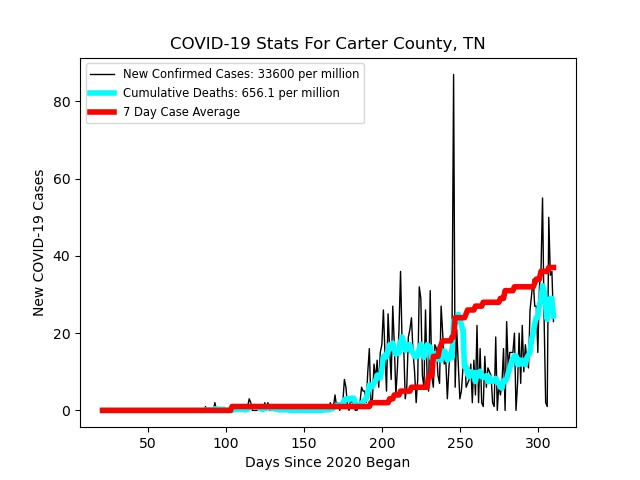 COVID-19 Stats For Carter County, TN
New Confirmed Cases: 33600 per million
Cumulative Deaths: 656.1 per million
7 Day Case Average
New COVID-19 Cases
80
60
40
20
0
50 100 150 200 250 300
Days Since 2020 Began